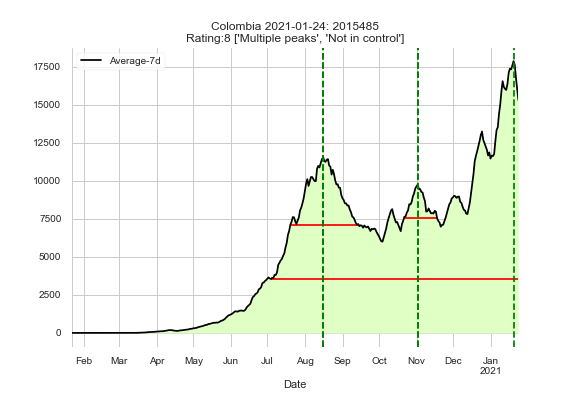 Colombia 2021-01-24: 2015485
Rating:8 ['Multiple peaks', 'Not in control']
Average-7d
17500
15000
12500
10000
7500
5000
2500
0
Feb Mar Apr May Jun Jul Aug Sep Oct Nov Dec Jan
2021
Date